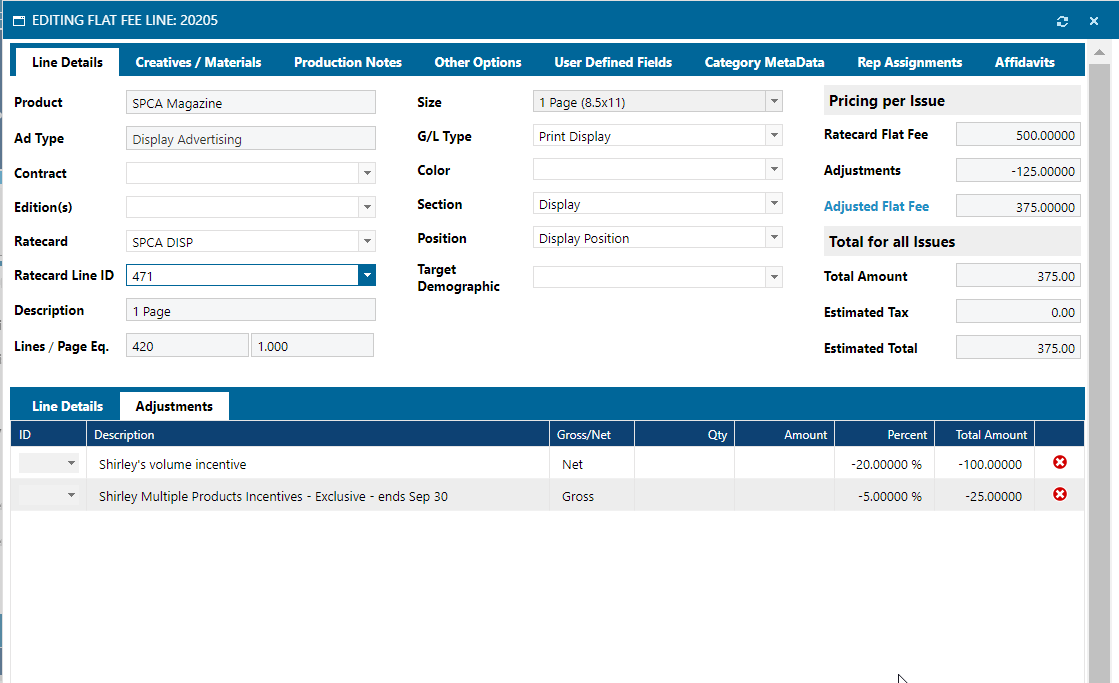 EDITING FLAT FEE LINE: 20205
Line Details Creatives / Materials Production Notes Other Options User Defined Fields Category MetaData Rep Assignments Affidavits
Product SPCA Magazine
Ad Type Display Advertising
Contract
Edition(s)
Ratecard SPCA DISP
Ratecard Line ID 471
Description 1 Page
Lines / Page Eq. 420 1.000
Size 1 Page (8.5x11)
G/L Type Print Display
Color
Section Display
Position Display Position
Target
Demographic
Pricing per Issue
Ratecard Flat Fee 500.00000
Adjustments -125.00000
Adjusted Flat Fee 375.00000
Total for all Issues
Total Amount 375.00
Estimated Tax 0.00
Estimated Total 375.00
Line Details Adjustments
ID Description Gross/Net Qty Amount Percent Total Amount
Shirley's volume incentive Net -20.00000 % -100.00000
Shirley Multiple Products Incentives - Exclusive - ends Sep 30 Gross -5.00000 % -25.00000